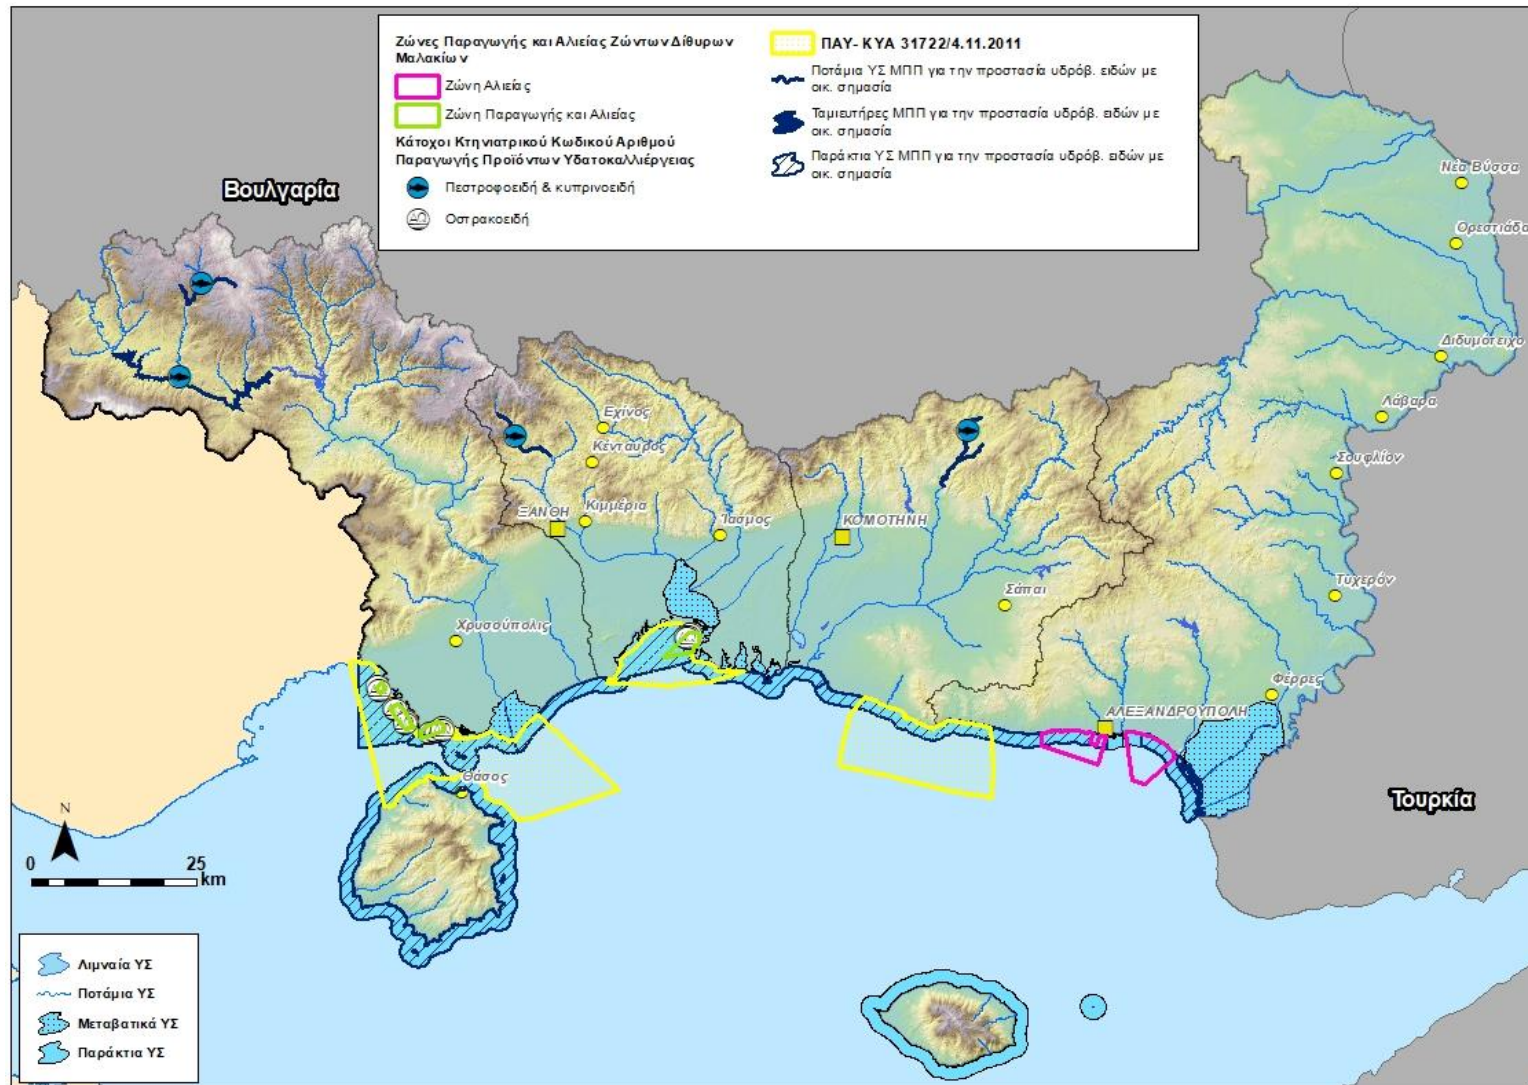 Ζώνες Παραγωγής και Αλιείας Ζώντων Δίθυρων
Μαλακίων
Ζώνη Αλιείας
Ζώνη Παραγωγής και Αλιείας
Κάτοχοι Κτηνιατρικού Κωδικού Αριθμού
Παραγωγής Προϊόντων Υδατοκαλλιέργειας
Πεστροφοειδή & κυπρινοειδή
Οστρακοειδή
ΠΑΥ- ΚΥΑ 31722/4.11.2011
Ποτάμια ΥΣ ΜΠΠ για την προστασία υδρόβ. ειδών με
οικ. σημασία
Ταμιευτήρες ΜΠΠ για την προστασία υδρόβ. ειδών με
οικ. σημασία
Παράκτια ΥΣ ΜΠΠ για την προστασία υδρόβ. ειδών με
οικ. σημασία
Βουλγαρία
Νέα Βύσσα
Ορεστιάδα
Διδυμότειχο
Λάβαρα
Εχίνος
Κένταυρος
Σουφλίον
Κιμμέρια
ΞΑΝΘΗ
Ίασμος
ΚΟΜΟΤΗΝΗ
Τυχερόν
Σάπαι
Χρυσούπολις
Φέρρες
ΑΛΕΞΑΝΔΡΟΥΠΟΛΗ
Θάσος
Τουρκία
N
0 25
km
Λιμναία ΥΣ
Ποτάμια ΥΣ
Μεταβατικά ΥΣ
Παράκτια ΥΣ